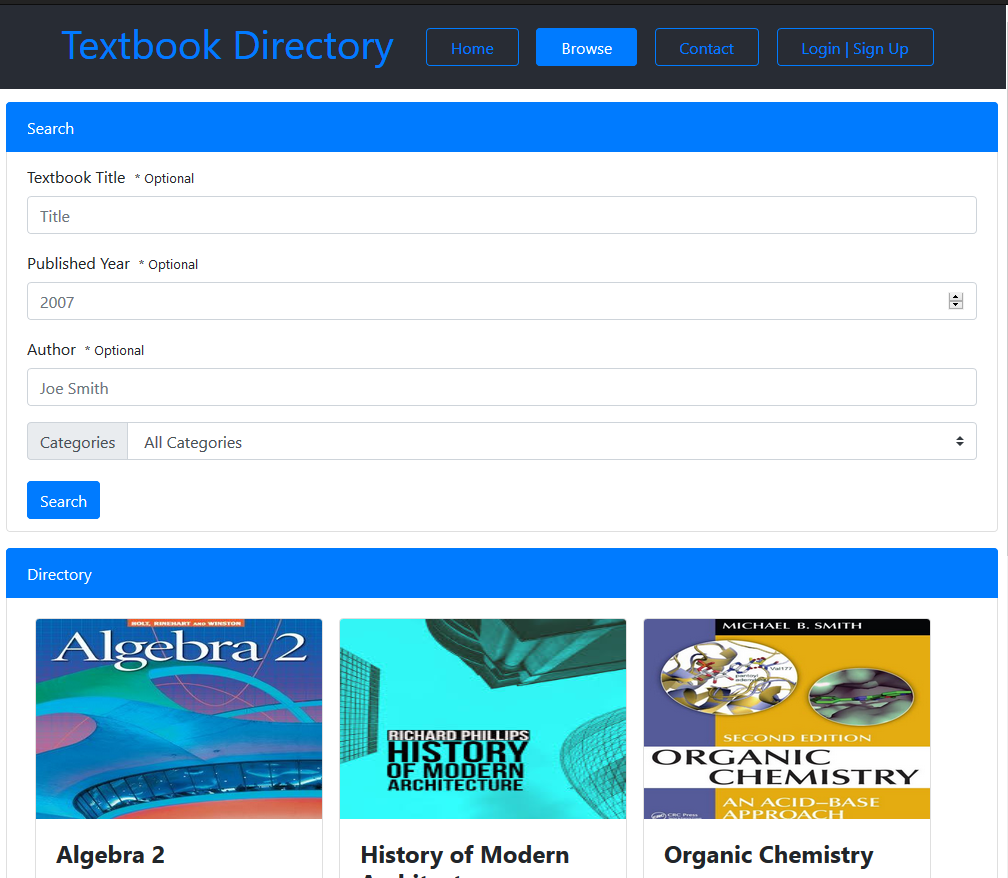 Textbook Directory
Home
Browse
Contact
Login | Sign Up
Search
Textbook Title * Optional
Title
Published Year * Optional
2007
Author * Optional
Joe Smith
Categories
All Categories
Search
Directory
HOLT, RINEHART AND WINSTON
Algebra 2
RICHARD PHILLIPS
HISTORY
OF MODERN
ARCHITECTURE
MICHAEL B. SMITH
Val177
SECOND EDITION
ORGANIC
CHEMISTRY
AN ACID–BASE
APPROACH
CRC Press
Algebra 2
History of Modern
Organic Chemistry